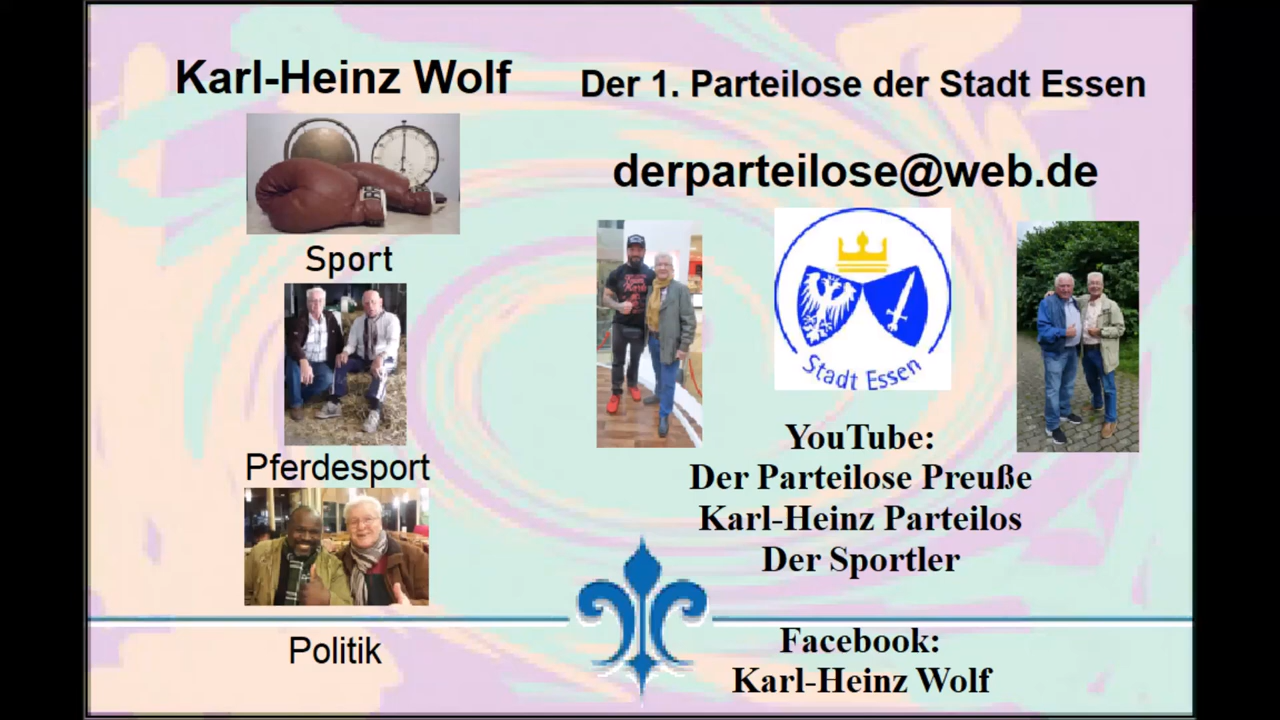 Karl-Heinz Wolf
Der 1. Parteilose der Stadt Essen
derparteilose@web.de
Sport
Pferdesport
Politik
Stadt Essen
YouTube:
Der Parteilose Preuße
Karl-Heinz Parteilos
Der Sportler
Facebook:
Karl-Heinz Wolf